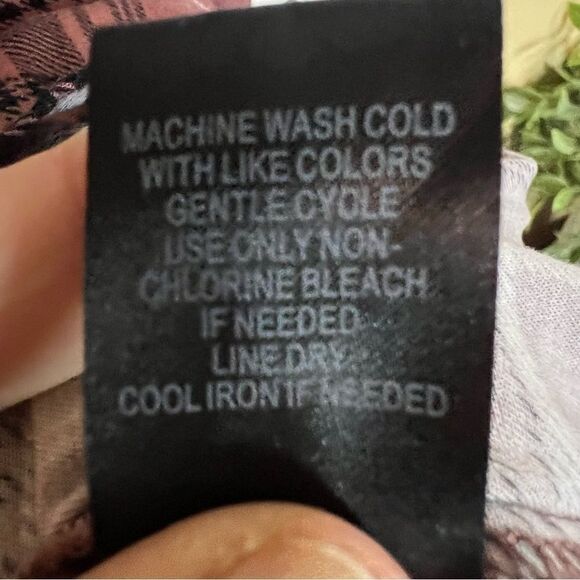 MACHINE WASH COLD
WITH LIKE COLORS
GENTLE CYCLE
USE ONLY NON-
CHLORINE BLEACH
IF NEEDED
LINE DRY
COOL IRON IF NEEDED